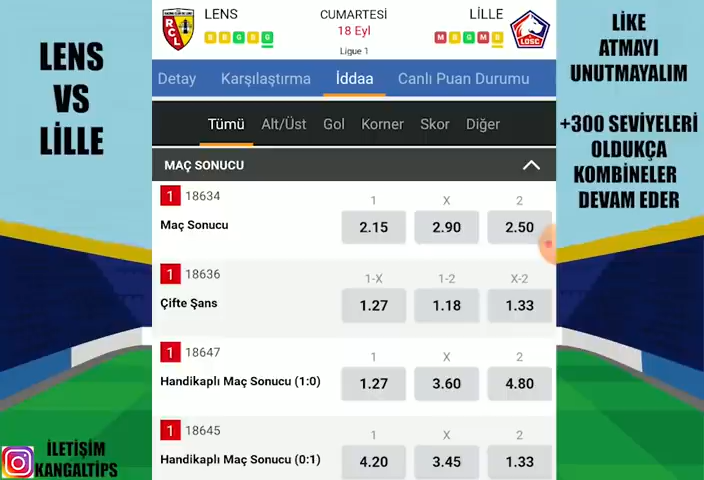 LENS
VS
LİLLE
LENS
B B G B G
CUMARTESİ
18 Eyl
Ligue 1
LİLLE
M B G M B
Detay Karşılaştırma İddaa Canlı Puan Durumu
Tümü Alt/Üst Gol Korner Skor Diğer
MAÇ SONUCU
1 18634
Maç Sonucu
1 X 2
2.15 2.90 2.50
1 18636
Çifte Şans
1-X 1-2 X-2
1.27 1.18 1.33
1 18647
Handikaplı Maç Sonucu (1:0)
1 X 2
1.27 3.60 4.80
1 18645
Handikaplı Maç Sonucu (0:1)
1 X 2
4.20 3.45 1.33
LİKE
ATMAYI
UNUTMAYALIM
+300 SEVİYELERİ
OLDUKÇA
KOMBİNELER
DEVAM EDER
İLETİŞİM
KANGALTİPS
RCL
LOSC